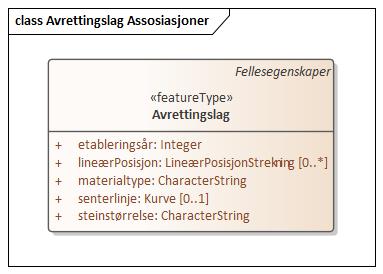 class Avrettingslag Assosiasjoner
Fellesegenskaper
«featureType»
Avrettingslag
+ etableringsår: Integer
+ lineærPosisjon: LineærPosisjonStrekning [0..*]
+ materialtype: CharacterString
+ senterlinje: Kurve [0..1]
+ steinstørrelse: CharacterString